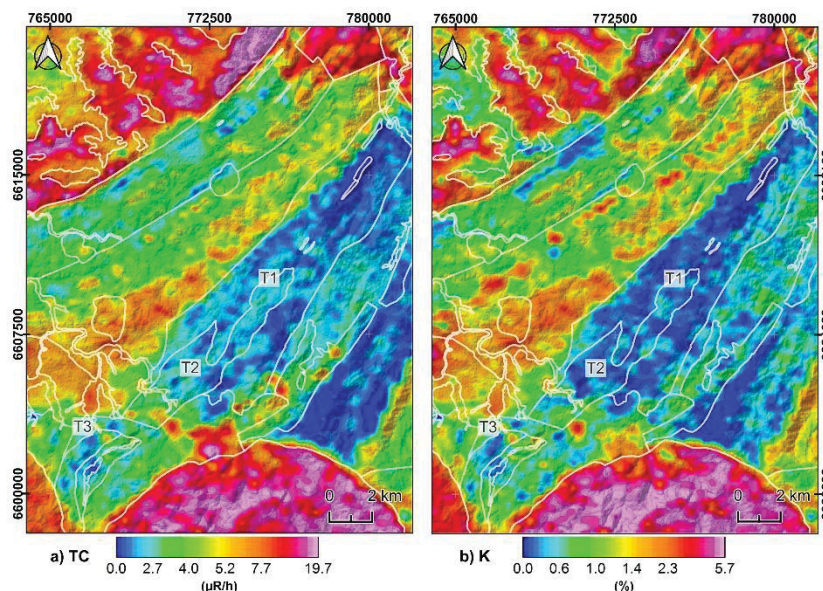 765000 772500 780000 765000 772500 780000
6615000
6607500
6600000
T1 T1
T2 T2
T3 T3
0 2 km 0 2 km
a) TC
0.0 2.7 4.0 5.2 7.7 19.7
(µR/h)
b) K
0.0 0.6 1.0 1.4 2.3 5.7
(%)